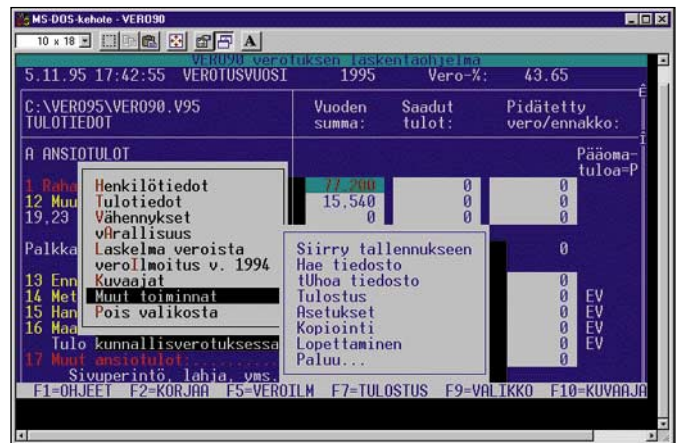 MS-DOS-kehote - VERO90
10 x 18
VERO90 verotuksen laskentaohjelma
5.11.95 17:42:55 VEROTUSVUOSI 1995 Vero-%: 43.65
C:\VERO95\VERO90.V95 Vuoden Saadut Pidätetty
TULOTIEDOT summa: tulot: vero/ennakko:
A ANSIOTULOT Pääoma-
tuloa=P
1 Raha 77.200 0 0
12 Muu 15.540 0 0
19,23 0 0 0
Palkka 0
13 Enn 0
14 Met 0 EV
15 Han 0 EV
16 Maa 0 EV
Tulo kunnallisverotuksessa 0
17 Muut ansiotulot:
Sivuperintö, lahja, yms.
Henkilötiedot
Tulotiedot
Vähennykset
vArallisuus
Laskelma veroista
veroIlmoitus v. 1994
Kuvaajat
Muut toiminnat
Pois valikosta
Siirry tallennukseen
Hae tiedosto
tUhoa tiedosto
Tulostus
Asetukset
Kopiointi
Lopettaminen
Paluu...
F1=OHJEET F2=KORJAA F5=VEROILM F7=TULOSTUS F9=VALIKKO F10=KUVAAJA